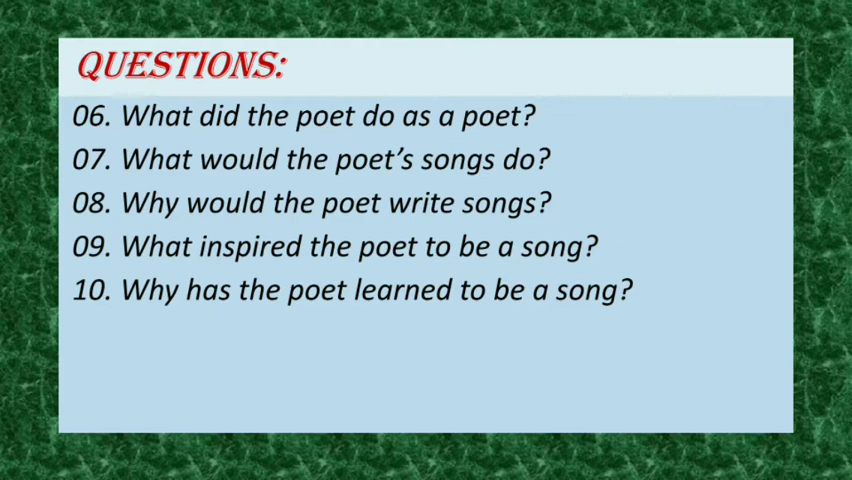 QUESTIONS:
06. What did the poet do as a poet?
07. What would the poet's songs do?
08. Why would the poet write songs?
09. What inspired the poet to be a song?
10. Why has the poet learned to be a song?